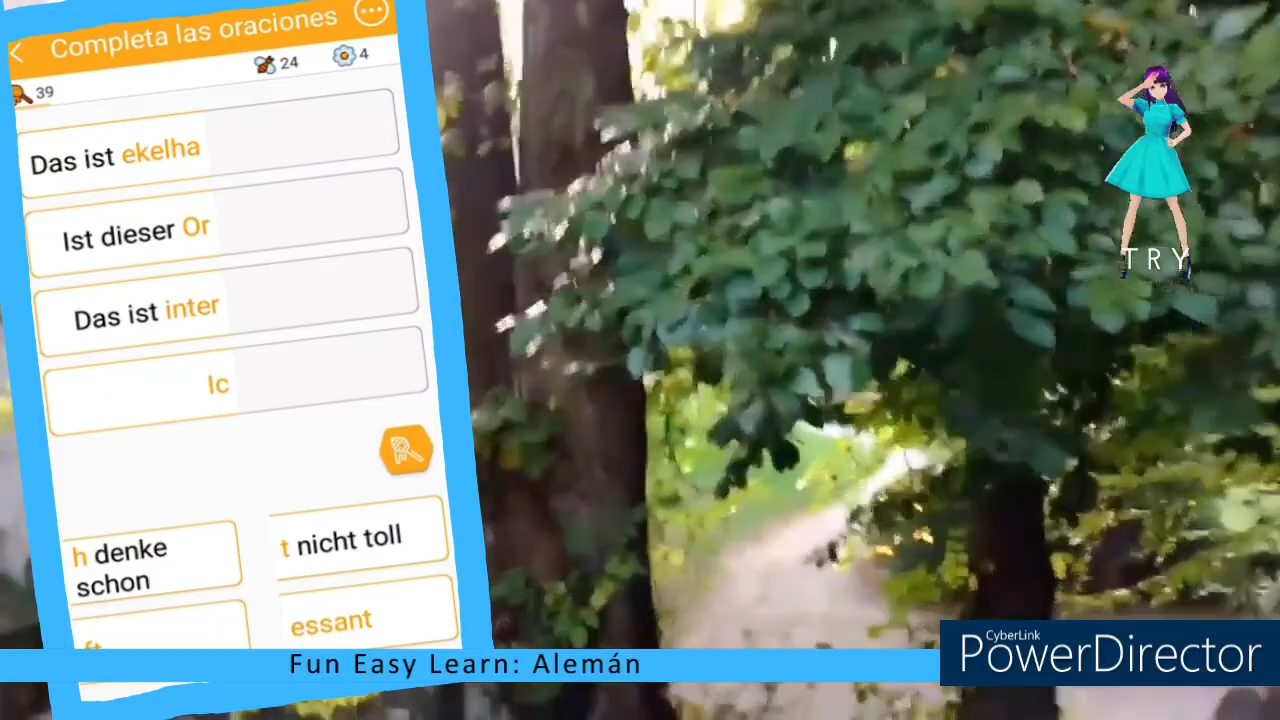 Completa las oraciones
24
4
39
Das ist ekelha
Ist dieser Or
Das ist inter
Ic
h denke
schon
t nicht toll
ft
essant
Fun Easy Learn: Alemán
TRY
CyberLink
PowerDirector